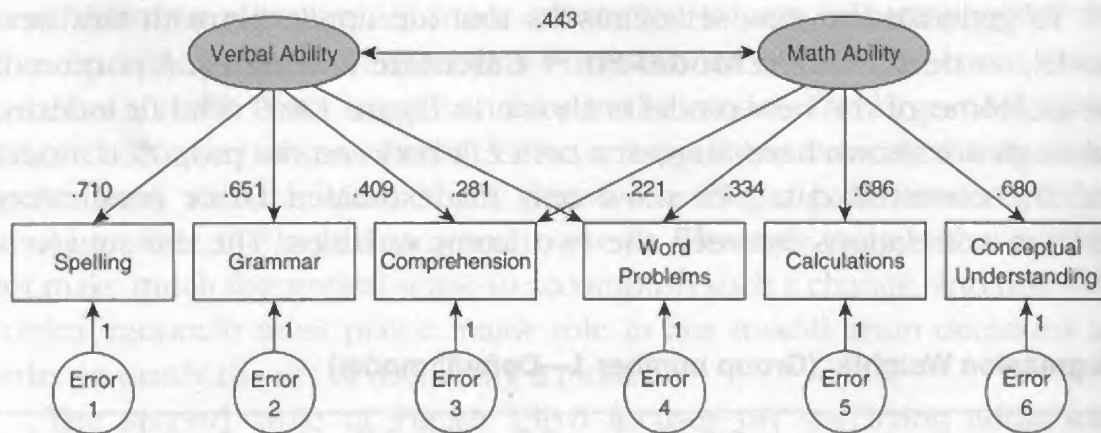 .443
Verbal Ability
Math Ability
.710 .651 .409 .281 .221 .334 .686 .680
Spelling
Grammar
Comprehension
Word
Problems
Calculations
Conceptual
Understanding
1 1 1 1 1 1
Error
1
Error
2
Error
3
Error
4
Error
5
Error
6